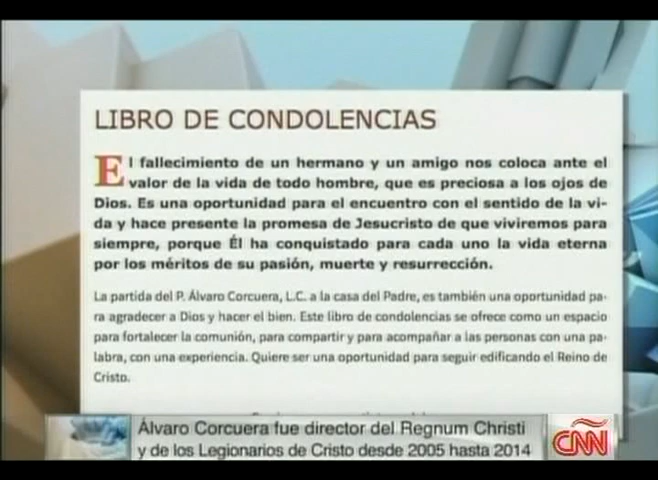 LIBRO DE CONDOLENCIAS
El fallecimiento de un hermano y un amigo nos coloca ante el
valor de la vida de todo hombre, que es preciosa a los ojos de
Dios. Es una oportunidad para el encuentro con el sentido de la vi-
da y hace presente la promesa de Jesucristo de que viviremos para
siempre, porque Él ha conquistado para cada uno la vida eterna
por los méritos de su pasión, muerte y resurrección.
La partida del P. Álvaro Corcuera, L.C. a la casa del Padre, es también una oportunidad pa-
ra agradecer a Dios y hacer el bien. Este libro de condolencias se ofrece como un espacio
para fortalecer la comunión, para compartir y para acompañar a las personas con una pa-
labra, con una experiencia. Quiere ser una oportunidad para seguir edificando el Reino de
Cristo.
Álvaro Corcuera fue director del Regnum Christi
y de los Legionarios de Cristo desde 2005 hasta 2014
CNN